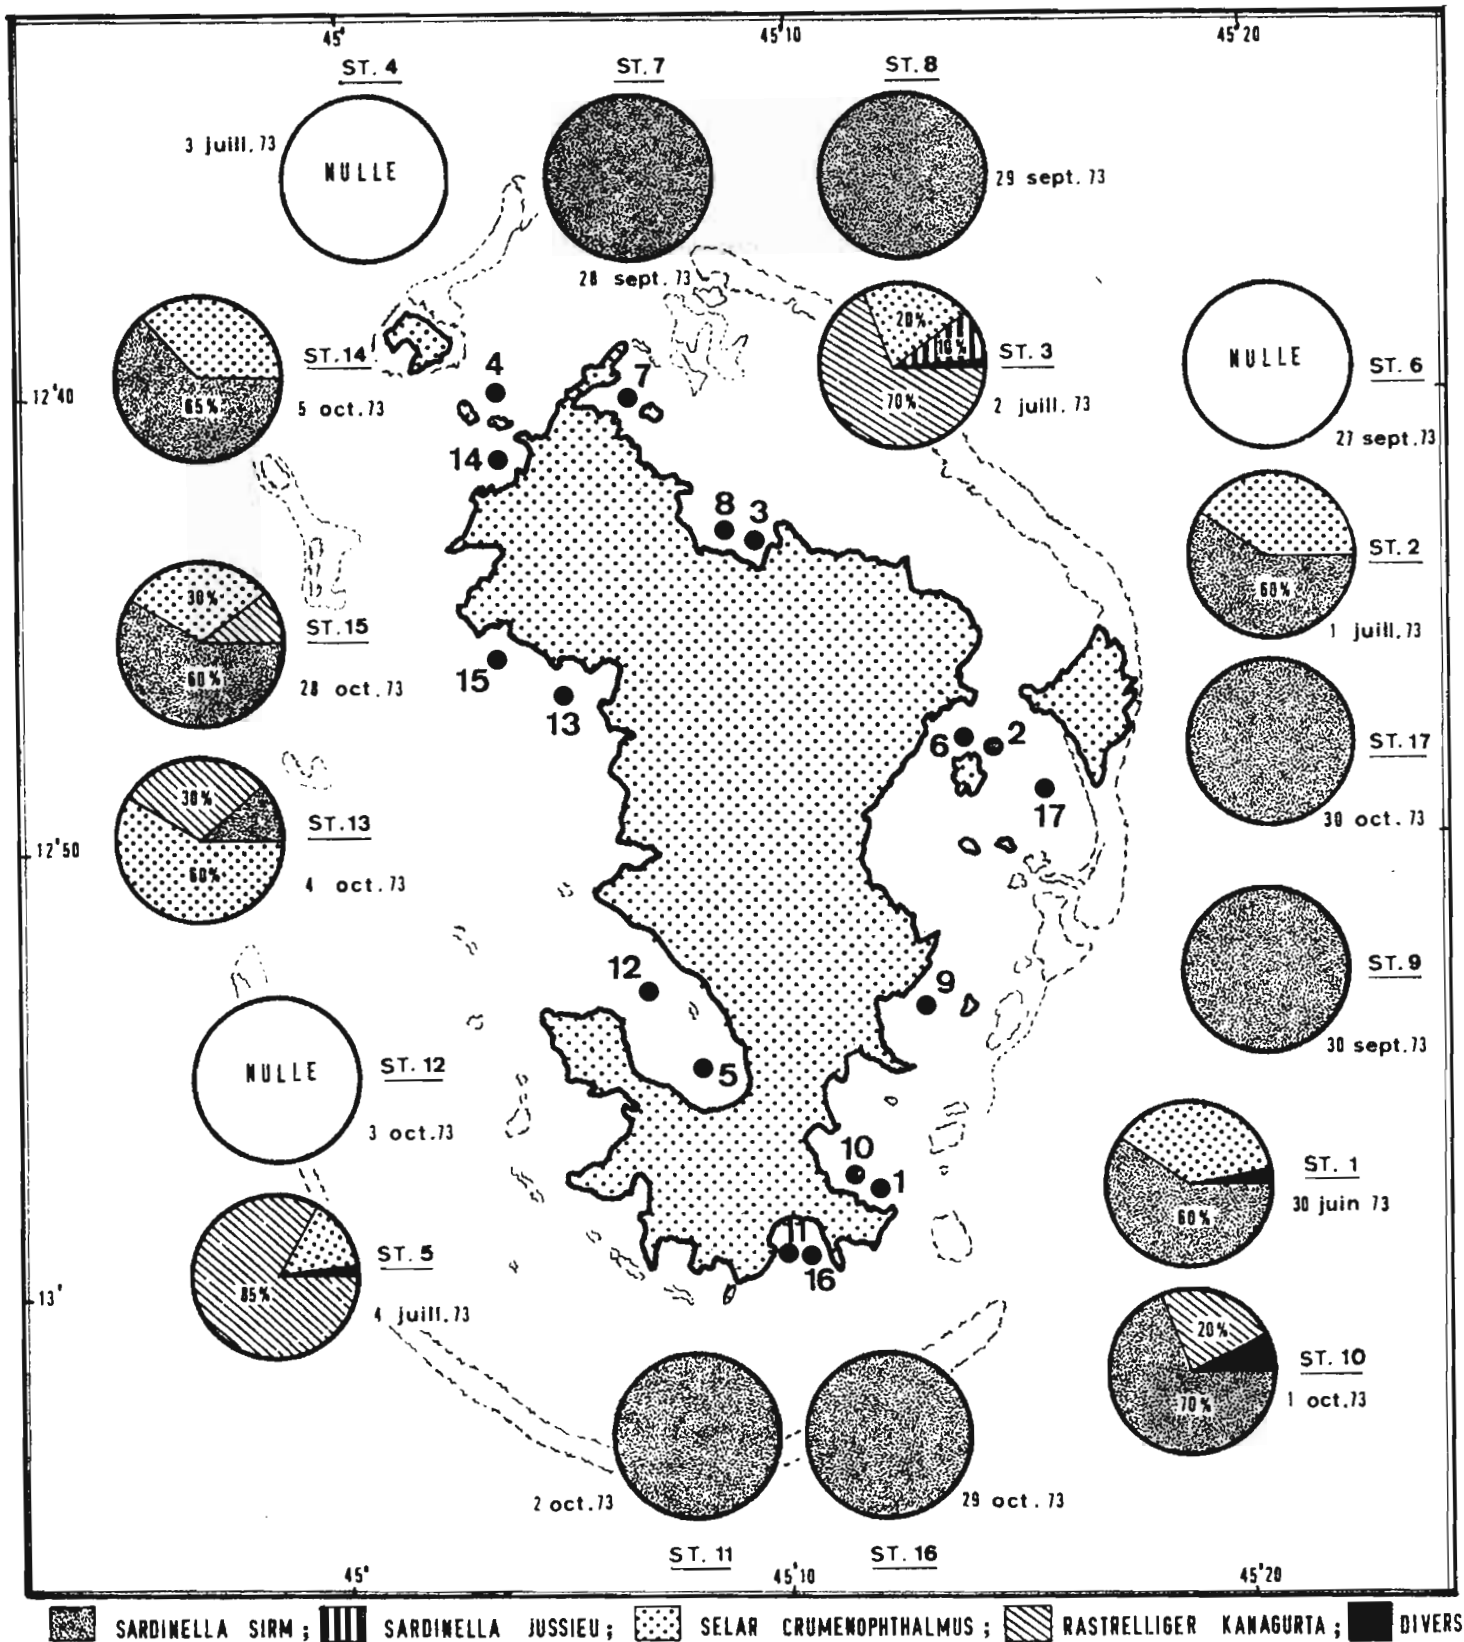 45° 45°10 45°20
ST. 4 ST. 7 ST. 8
3 juill. 73
NULLE
29 sept. 73
28 sept. 73
ST. 14
65%
5 oct. 73
20%
10%
70%
ST. 3
2 juill. 73
NULLE
ST. 6
27 sept. 73
12°40
4
7
14
8
3
ST. 2
60%
1 juill. 73
30%
ST. 15
60%
28 oct. 73
15
13
6
2
17
ST. 17
30 oct. 73
30%
ST. 13
60%
4 oct. 73
12°50
12
9
5
ST. 9
30 sept. 73
NULLE
ST. 12
3 oct. 73
10
1
11
16
ST. 1
60%
30 juin 73
ST. 5
85%
4 juill. 73
13°
20%
ST. 10
70%
1 oct. 73
2 oct. 73
29 oct. 73
ST. 11 ST. 16
45° 45°10 45°20
SARDINELLA SIRM ; SARDINELLA JUSSIEU ; SELAR CRUMENOPHTHALMUS ; RASTRELLIGER KANAGURTA ; DIVERS